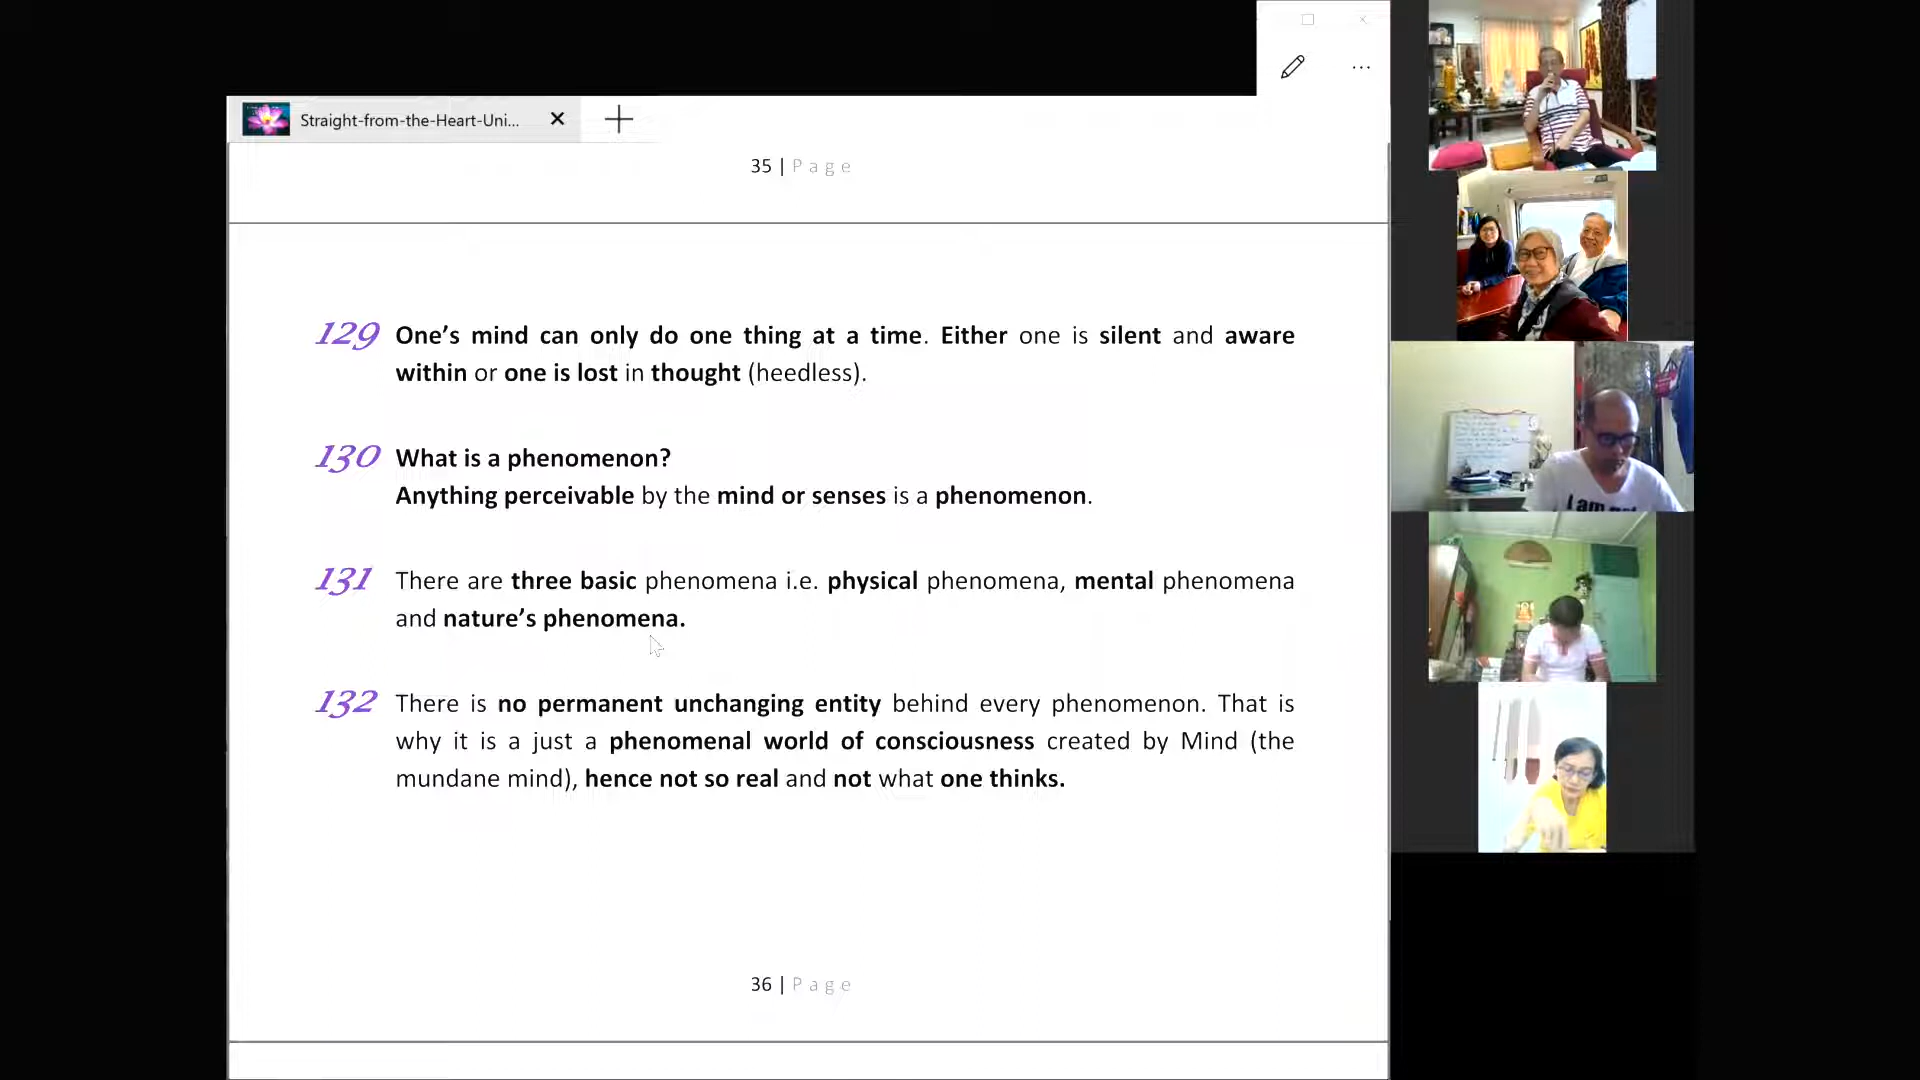 Straight-from-the-Heart-Uni...
35 | Page
129 One’s mind can only do one thing at a time. Either one is silent and aware
within or one is lost in thought (heedless).
130 What is a phenomenon?
Anything perceivable by the mind or senses is a phenomenon.
131 There are three basic phenomena i.e. physical phenomena, mental phenomena
and nature’s phenomena.
132 There is no permanent unchanging entity behind every phenomenon. That is
why it is a just a phenomenal world of consciousness created by Mind (the
mundane mind), hence not so real and not what one thinks.
36 | Page
I am